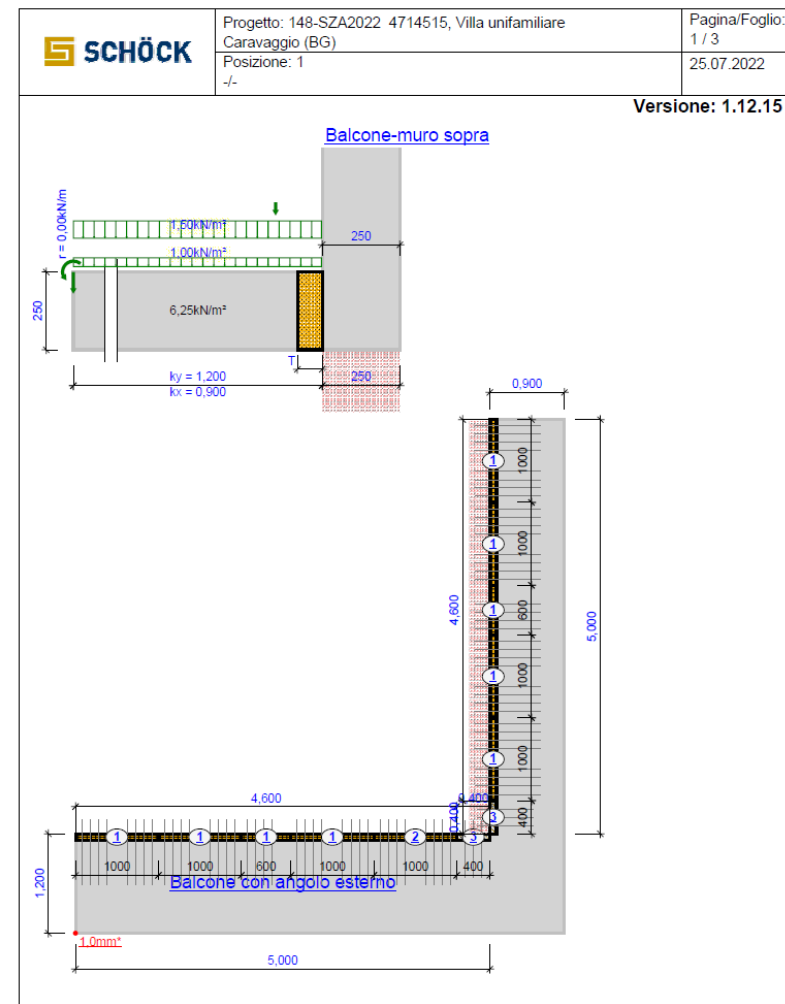 SCHÖCK
Progetto: 148-SZA2022 4714515, Villa unifamiliare
Caravaggio (BG)
Posizione: 1
-/-
Pagina/Foglio:
1 / 3
25.07.2022
Versione: 1.12.15
Balcone-muro sopra
r = 0,00kN/m
1,50kN/m²
250
1,00kN/m²
250
6,25kN/m²
T
ky = 1,200
250
kx = 0,900
0,900
1
1000
1
1000
4,600
1
600
5,000
1
1000
1
1000
4,600
0,400
0,400
3
400
1
1
1
1
2
3
1,200
1000
1000
600
1000
1000
400
Balcone con angolo esterno
1,0mm*
5,000